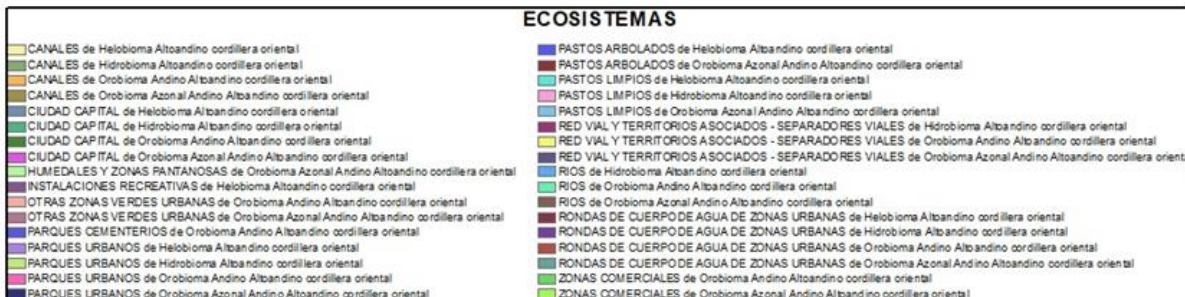 ECOSISTEMAS
CANALES de Helobioma Altoandino cordillera oriental
CANALES de Hidrobioma Altoandino cordillera oriental
CANALES de Orobioma Andino Altoandino cordillera oriental
CANALES de Orobioma Azonal Andino Altoandino cordillera oriental
CIUDAD CAPITAL de Helobioma Altoandino cordillera oriental
CIUDAD CAPITAL de Hidrobioma Altoandino cordillera oriental
CIUDAD CAPITAL de Orobioma Andino Altoandino cordillera oriental
CIUDAD CAPITAL de Orobioma Azonal Andino Altoandino cordillera oriental
HUMEDALES Y ZONAS PANTANOSAS de Orobioma Azonal Andino Altoandino cordillera oriental
INSTALACIONES RECREATIVAS de Helobioma Altoandino cordillera oriental
OTRAS ZONAS VERDES URBANAS de Orobioma Andino Altoandino cordillera oriental
OTRAS ZONAS VERDES URBANAS de Orobioma Azonal Andino Altoandino cordillera oriental
PARQUES CEMENTERIOS de Orobioma Andino Altoandino cordillera oriental
PARQUES URBANOS de Helobioma Altoandino cordillera oriental
PARQUES URBANOS de Hidrobioma Altoandino cordillera oriental
PARQUES URBANOS de Orobioma Andino Altoandino cordillera oriental
PARQUES URBANOS de Orobioma Azonal Andino Altoandino cordillera oriental
PASTOS ARBOLADOS de Helobioma Altoandino cordillera oriental
PASTOS ARBOLADOS de Orobioma Azonal Andino Altoandino cordillera oriental
PASTOS LIMPIOS de Helobioma Altoandino cordillera oriental
PASTOS LIMPIOS de Hidrobioma Altoandino cordillera oriental
PASTOS LIMPIOS de Orobioma Azonal Andino Altoandino cordillera oriental
RED VIAL Y TERRITORIOS ASOCIADOS - SEPARADORES VIALES de Hidrobioma Altoandino cordillera oriental
RED VIAL Y TERRITORIOS ASOCIADOS - SEPARADORES VIALES de Orobioma Andino Altoandino cordillera oriental
RED VIAL Y TERRITORIOS ASOCIADOS - SEPARADORES VIALES de Orobioma Azonal Andino Altoandino cordillera orienta
RIOS de Hidrobioma Altoandino cordillera oriental
RIOS de Orobioma Andino Altoandino cordillera oriental
RIOS de Orobioma Azonal Andino Altoandino cordillera oriental
RONDAS DE CUERPO DE AGUA DE ZONAS URBANAS de Helobioma Altoandino cordillera oriental
RONDAS DE CUERPO DE AGUA DE ZONAS URBANAS de Hidrobioma Altoandino cordillera oriental
RONDAS DE CUERPO DE AGUA DE ZONAS URBANAS de Orobioma Andino Altoandino cordillera oriental
RONDAS DE CUERPO DE AGUA DE ZONAS URBANAS de Orobioma Azonal Andino Altoandino cordillera oriental
ZONAS COMERCIALES de Orobioma Andino Altoandino cordillera oriental
ZONAS COMERCIALES de Orobioma Azonal Andino Altoandino cordillera oriental